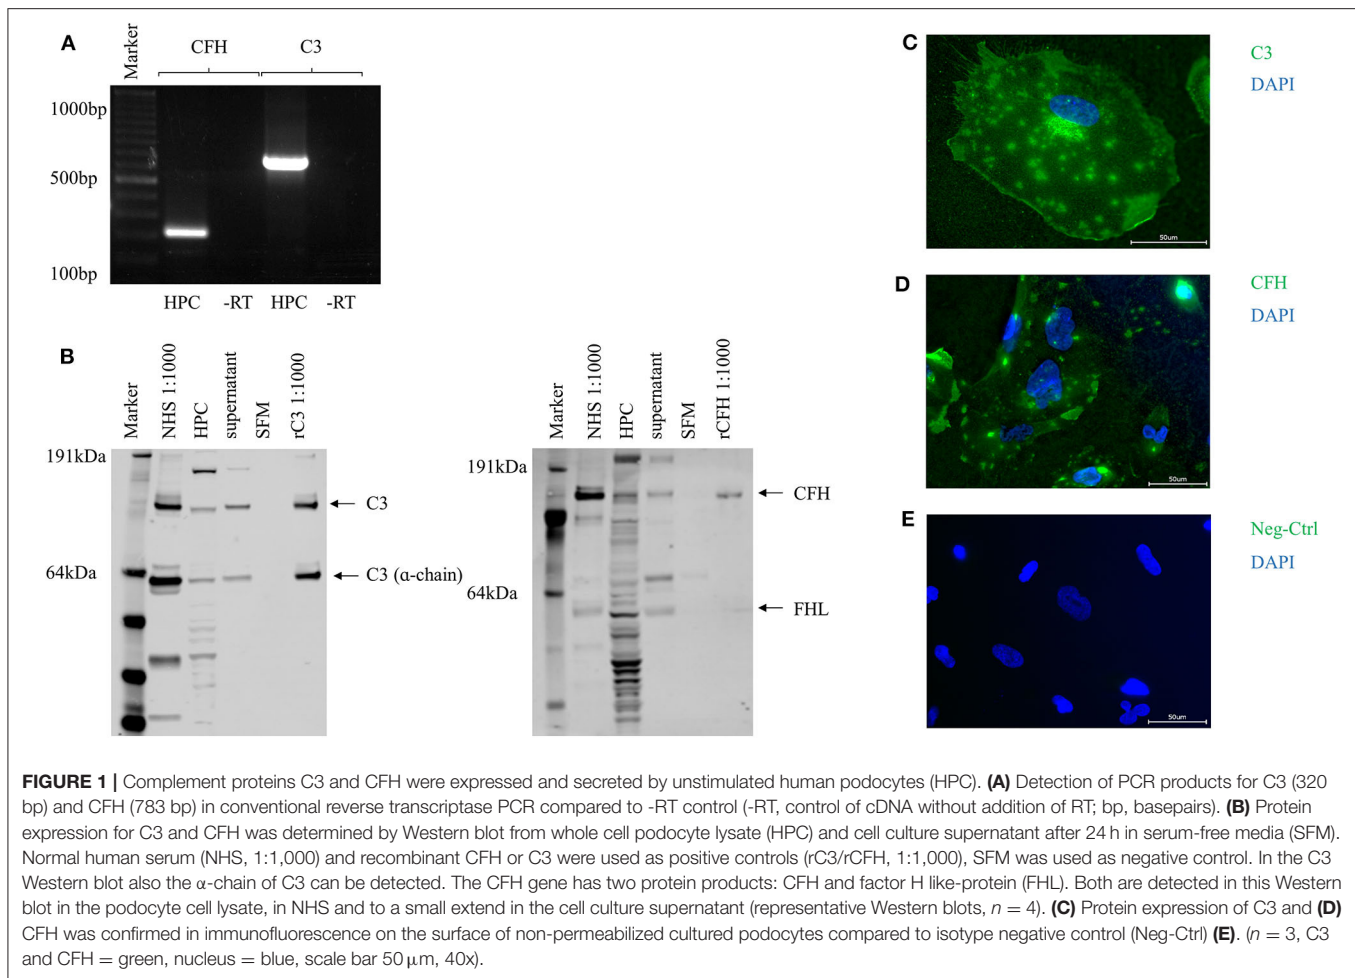 A
Marker
CFH
C3
1000bp
500bp
100bp
HPC
-RT
HPC
-RT
B
Marker
NHS 1:1000
HPC
supernatant
SFM
rC3 1:1000
191kDa
64kDa
C3
C3 (α-chain)
Marker
NHS 1:1000
HPC
supernatant
SFM
rCFH 1:1000
191kDa
64kDa
CFH
FHL
C
C3
DAPI
50um
D
CFH
DAPI
50um
E
Neg-Ctrl
DAPI
50um
FIGURE 1 | Complement proteins C3 and CFH were expressed and secreted by unstimulated human podocytes (HPC). (A) Detection of PCR products for C3 (320
bp) and CFH (783 bp) in conventional reverse transcriptase PCR compared to -RT control (-RT, control of cDNA without addition of RT; bp, basepairs). (B) Protein
expression for C3 and CFH was determined by Western blot from whole cell podocyte lysate (HPC) and cell culture supernatant after 24 h in serum-free media (SFM).
Normal human serum (NHS, 1:1,000) and recombinant CFH or C3 were used as positive controls (rC3/rCFH, 1:1,000), SFM was used as negative control. In the C3
Western blot also the α-chain of C3 can be detected. The CFH gene has two protein products: CFH and factor H like-protein (FHL). Both are detected in this Western
blot in the podocyte cell lysate, in NHS and to a small extend in the cell culture supernatant (representative Western blots, n = 4). (C) Protein expression of C3 and (D)
CFH was confirmed in immunofluorescence on the surface of non-permeabilized cultured podocytes compared to isotype negative control (Neg-Ctrl) (E). (n = 3, C3
and CFH = green, nucleus = blue, scale bar 50 μm, 40x).